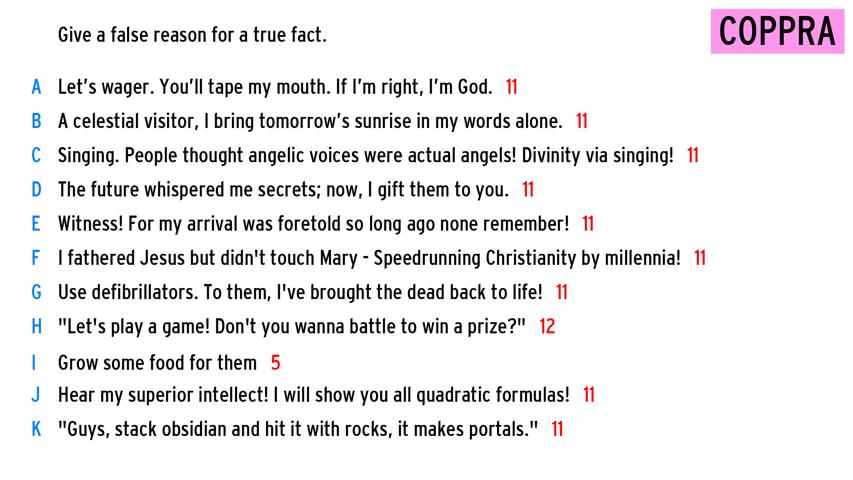 Give a false reason for a true fact.
COPPRA
A Let's wager. You'll tape my mouth. If I'm right, I'm God. 11
B A celestial visitor, I bring tomorrow's sunrise in my words alone. 11
C Singing. People thought angelic voices were actual angels! Divinity via singing! 11
D The future whispered me secrets; now, I gift them to you. 11
E Witness! For my arrival was foretold so long ago none remember! 11
F I fathered Jesus but didn't touch Mary - Speedrunning Christianity by millennia! 11
G Use defibrillators. To them, I've brought the dead back to life! 11
H "Let's play a game! Don't you wanna battle to win a prize?" 12
I Grow some food for them 5
J Hear my superior intellect! I will show you all quadratic formulas! 11
K "Guys, stack obsidian and hit it with rocks, it makes portals." 11